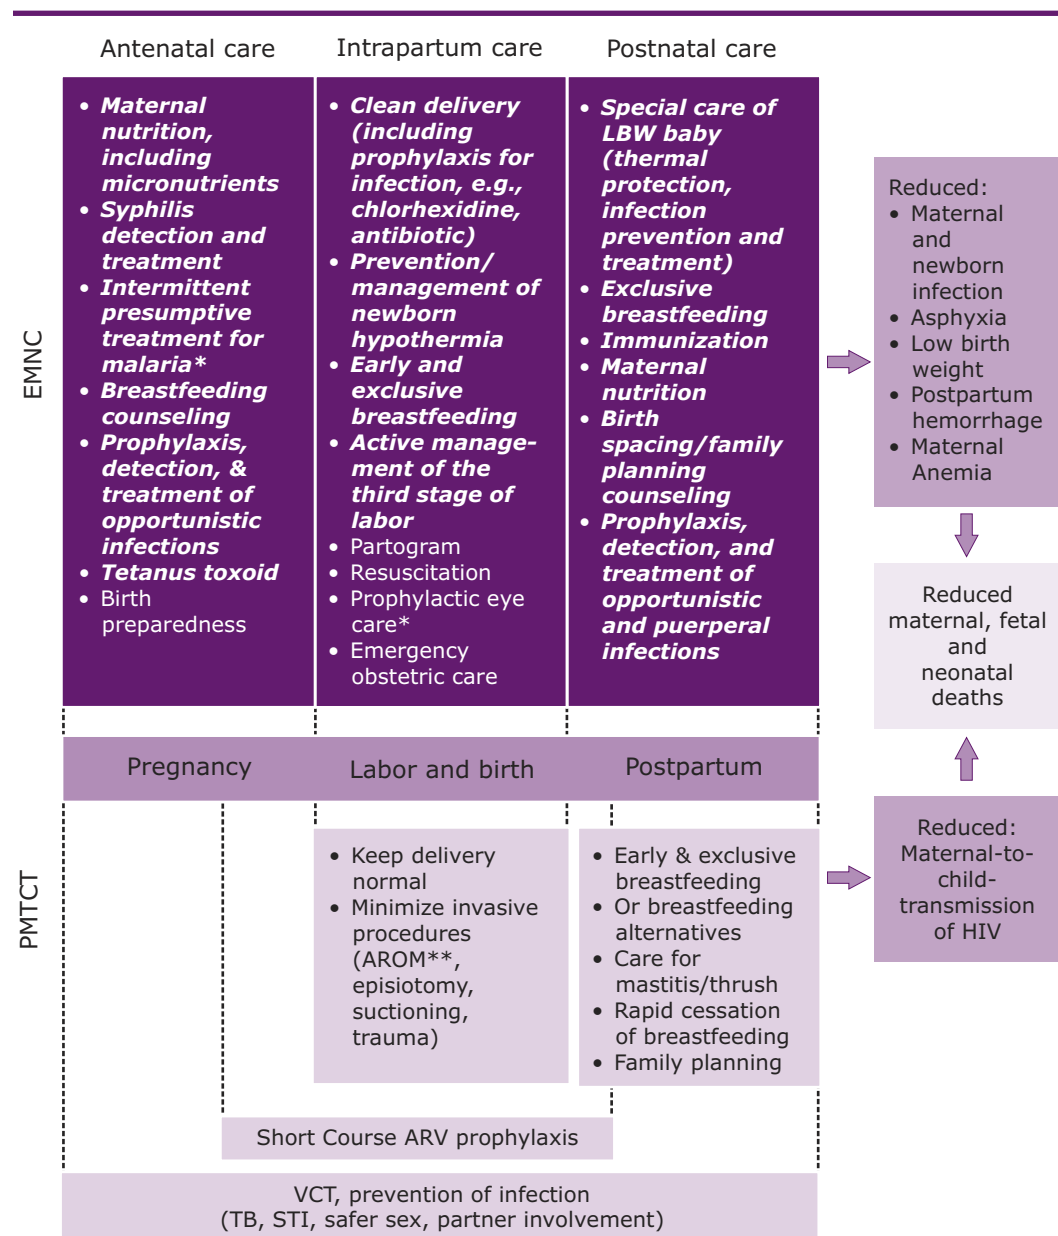 Antenatal care
Intrapartum care
Postnatal care
EMNC
• Maternal
nutrition,
including
micronutrients
• Syphilis
detection and
treatment
• Intermittent
presumptive
treatment for
malaria*
• Breastfeeding
counseling
• Prophylaxis,
detection, &
treatment of
opportunistic
infections
• Tetanus toxoid
• Birth
preparedness
• Clean delivery
(including
prophylaxis for
infection, e.g.,
chlorhexidine,
antibiotic)
• Prevention/
management of
newborn
hypothermia
• Early and
exclusive
breastfeeding
• Active manage-
ment of the
third stage of
labor
• Partogram
• Resuscitation
• Prophylactic eye
care*
• Emergency
obstetric care
• Special care of
LBW baby
(thermal
protection,
infection
prevention and
treatment)
• Exclusive
breastfeeding
• Immunization
• Maternal
nutrition
• Birth
spacing/family
planning
counseling
• Prophylaxis,
detection, and
treatment of
opportunistic
and puerperal
infections
Reduced:
• Maternal
and
newborn
infection
• Asphyxia
• Low birth
weight
• Postpartum
hemorrhage
• Maternal
Anemia
Reduced
maternal, fetal
and
neonatal
deaths
Pregnancy
Labor and birth
Postpartum
PMTCT
• Keep delivery
normal
• Minimize invasive
procedures
(AROM**,
episiotomy,
suctioning,
trauma)
• Early & exclusive
breastfeeding
• Or breastfeeding
alternatives
• Care for
mastitis/thrush
• Rapid cessation
of breastfeeding
• Family planning
Reduced:
Maternal-to-
child-
transmission
of HIV
Short Course ARV prophylaxis
VCT, prevention of infection
(TB, STI, safer sex, partner involvement)